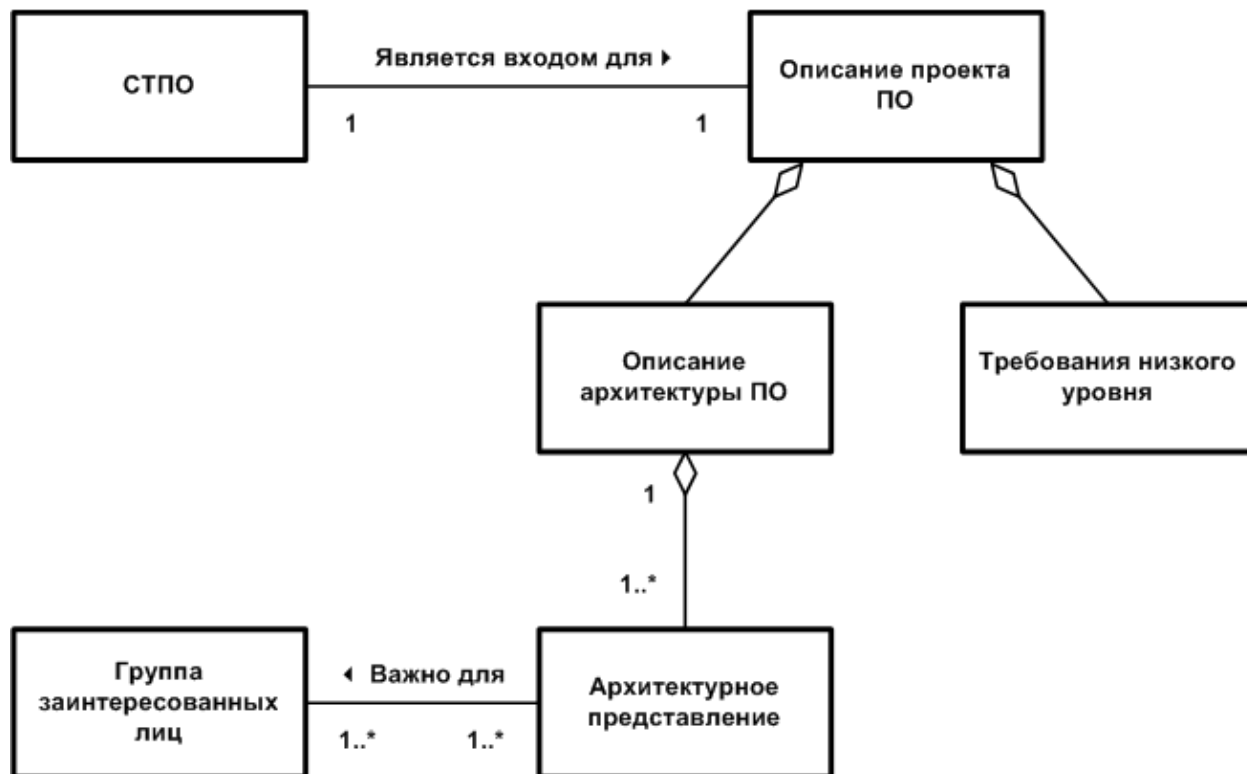 СТПО
Является входом для
1
1
Описание проекта
ПО
Описание
архитектуры ПО
Требования низкого
уровня
1
1..*
Группа
заинтересованных
лиц
Важно для
1..*
1..*
Архитектурное
представление